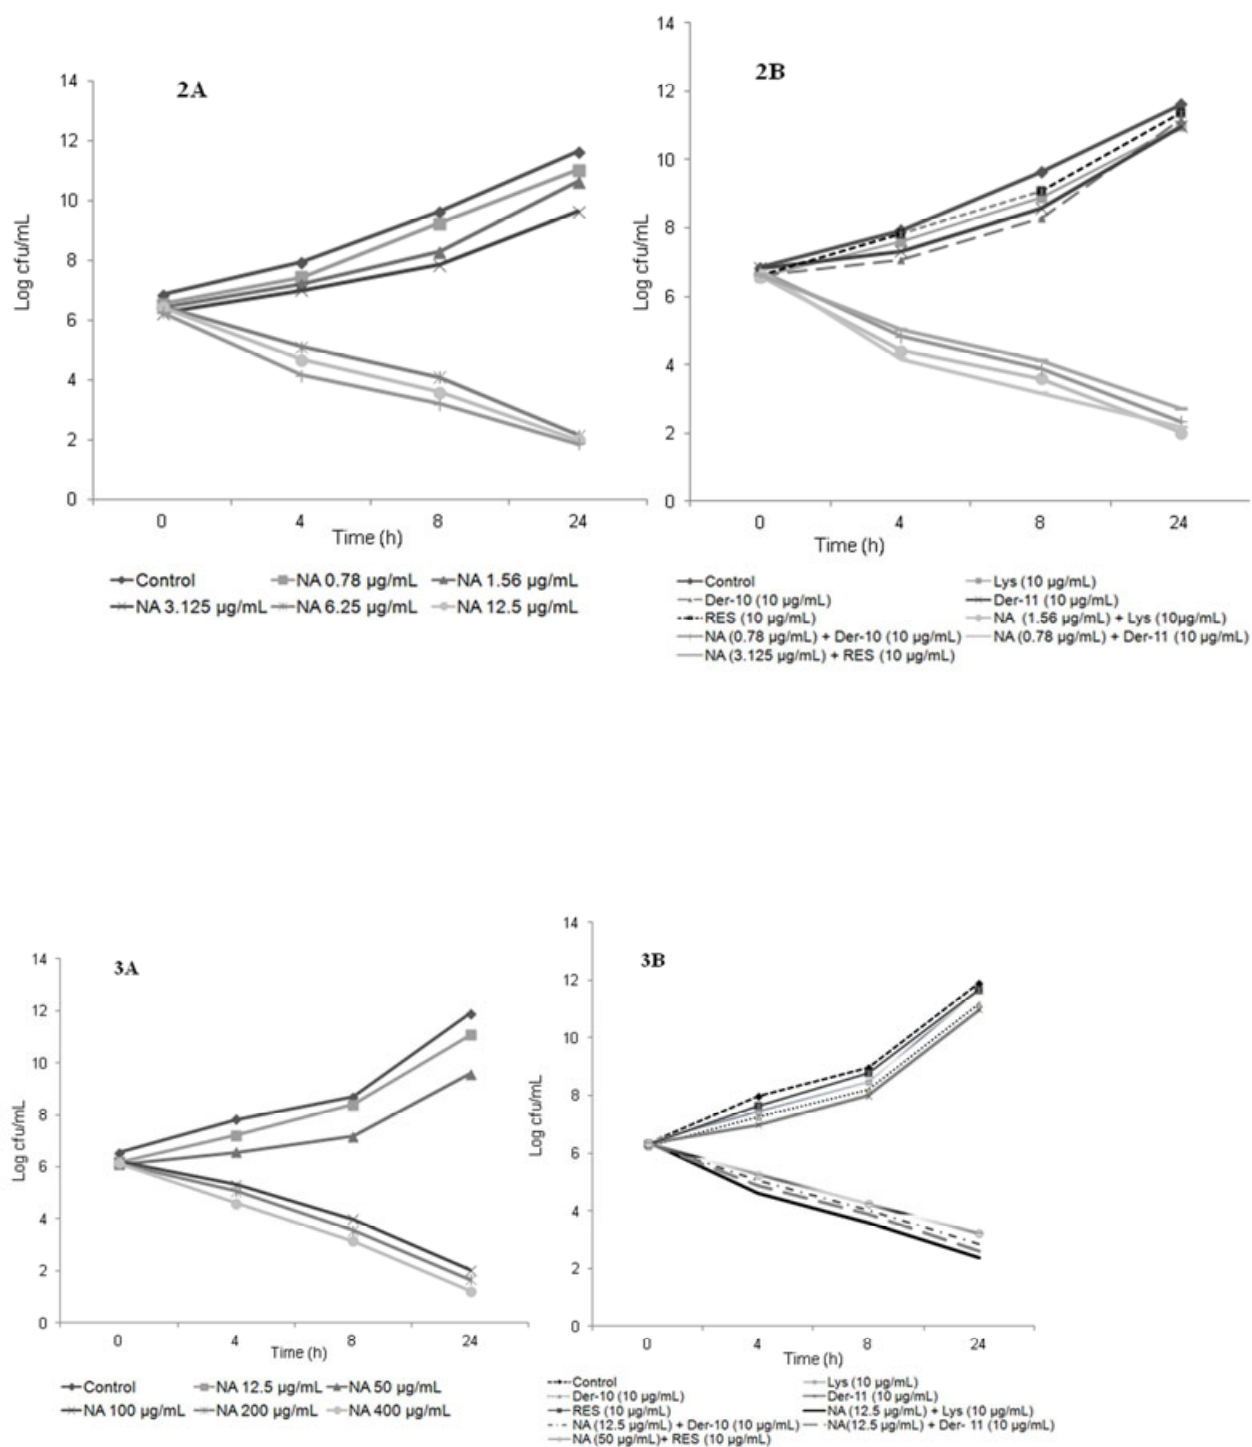 2A
14
12
10
8
6
4
2
0
Log cfu/mL
0 4 8 24
Time (h)
Control NA 0.78 µg/mL NA 1.56 µg/mL
NA 3.125 µg/mL NA 6.25 µg/mL NA 12.5 µg/mL
2B
14
12
10
8
6
4
2
0
Log cfu/mL
0 4 8 24
Time (h)
Control Lys (10 µg/mL)
Der-10 (10 µg/mL) Der-11 (10 µg/mL)
RES (10 µg/mL) NA (1.56 µg/mL) + Lys (10µg/mL)
NA (0.78 µg/mL) + Der-10 (10 µg/mL) NA (0.78 µg/mL) + Der-11 (10 µg/mL)
NA (3.125 µg/mL) + RES (10 µg/mL)
3A
14
12
10
8
6
4
2
0
Log cfu/mL
0 4 8 24
Time (h)
Control NA 12.5 µg/mL NA 50 µg/mL
NA 100 µg/mL NA 200 µg/mL NA 400 µg/mL
3B
14
12
10
8
6
4
2
0
Log cfu/mL
0 4 8 24
Time (h)
Control Lys (10 µg/mL)
Der-10 (10 µg/mL) Der-11 (10 µg/mL)
RES (10 µg/mL) NA (12.5 µg/mL) + Lys (10 µg/mL)
NA (12.5 µg/mL) + Der-10 (10 µg/mL) NA(12.5 µg/mL) + Der- 11 (10 µg/mL)
NA (50 µg/mL)+ RES (10 µg/mL)